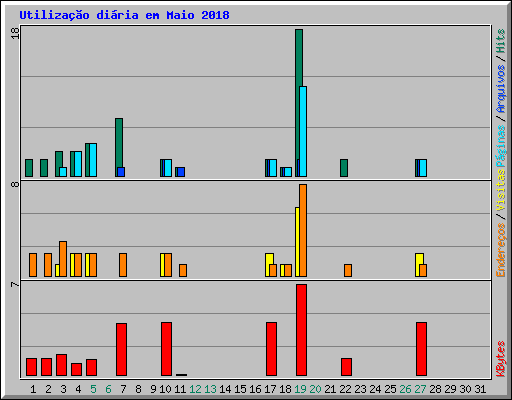 Utilização diária em Maio 2018
18
8
7
Endereços / Visitas Páginas / Arquivos / Hits
KBytes
1 2 3 4 5 6 7 8 9 10 11 12 13 14 15 16 17 18 19 20 21 22 23 24 25 26 27 28 29 30 31